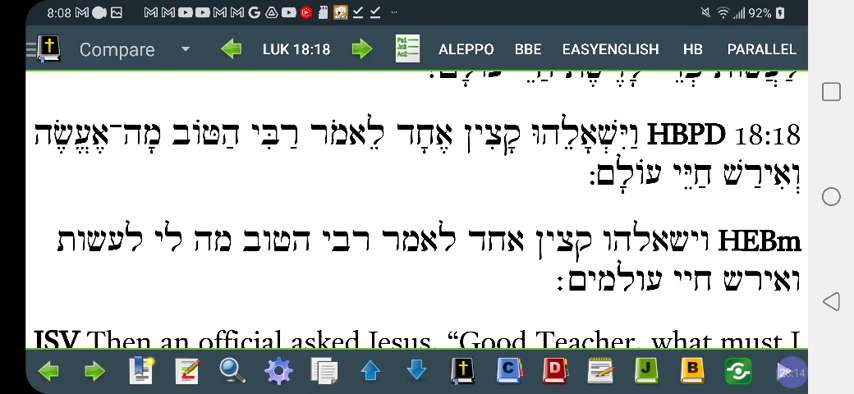 8:08 92%
Compare LUK 18:18 ALEPPO BBE EASYENGLISH HB PARALLEL
HBPD 18:18 וַיִּשְׁאָלֵהוּ קָצִין אֶחָד לֵאמֹר רַבִּי הַטּוֹב מָה־אֶעֱשֶׂה
וְאִירַשׁ חַיֵּי עוֹלָם׃
HEBm וישאלהו קצין אחד לאמר רבי הטוב מה לי לעשות
ואירש חיי עולמים׃
ISV Then an official asked Jesus, “Good Teacher, what must I
28:14